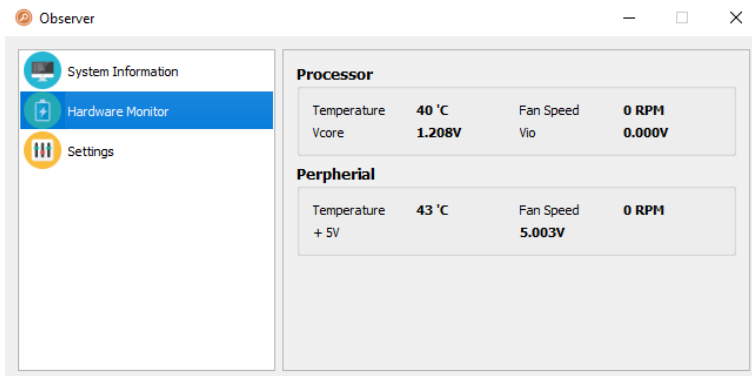 Observer
System Information
Hardware Monitor
Settings
Processor
Temperature 40 'C Fan Speed 0 RPM
Vcore 1.208V Vio 0.000V
Perpherial
Temperature 43 'C Fan Speed 0 RPM
+ 5V 5.003V